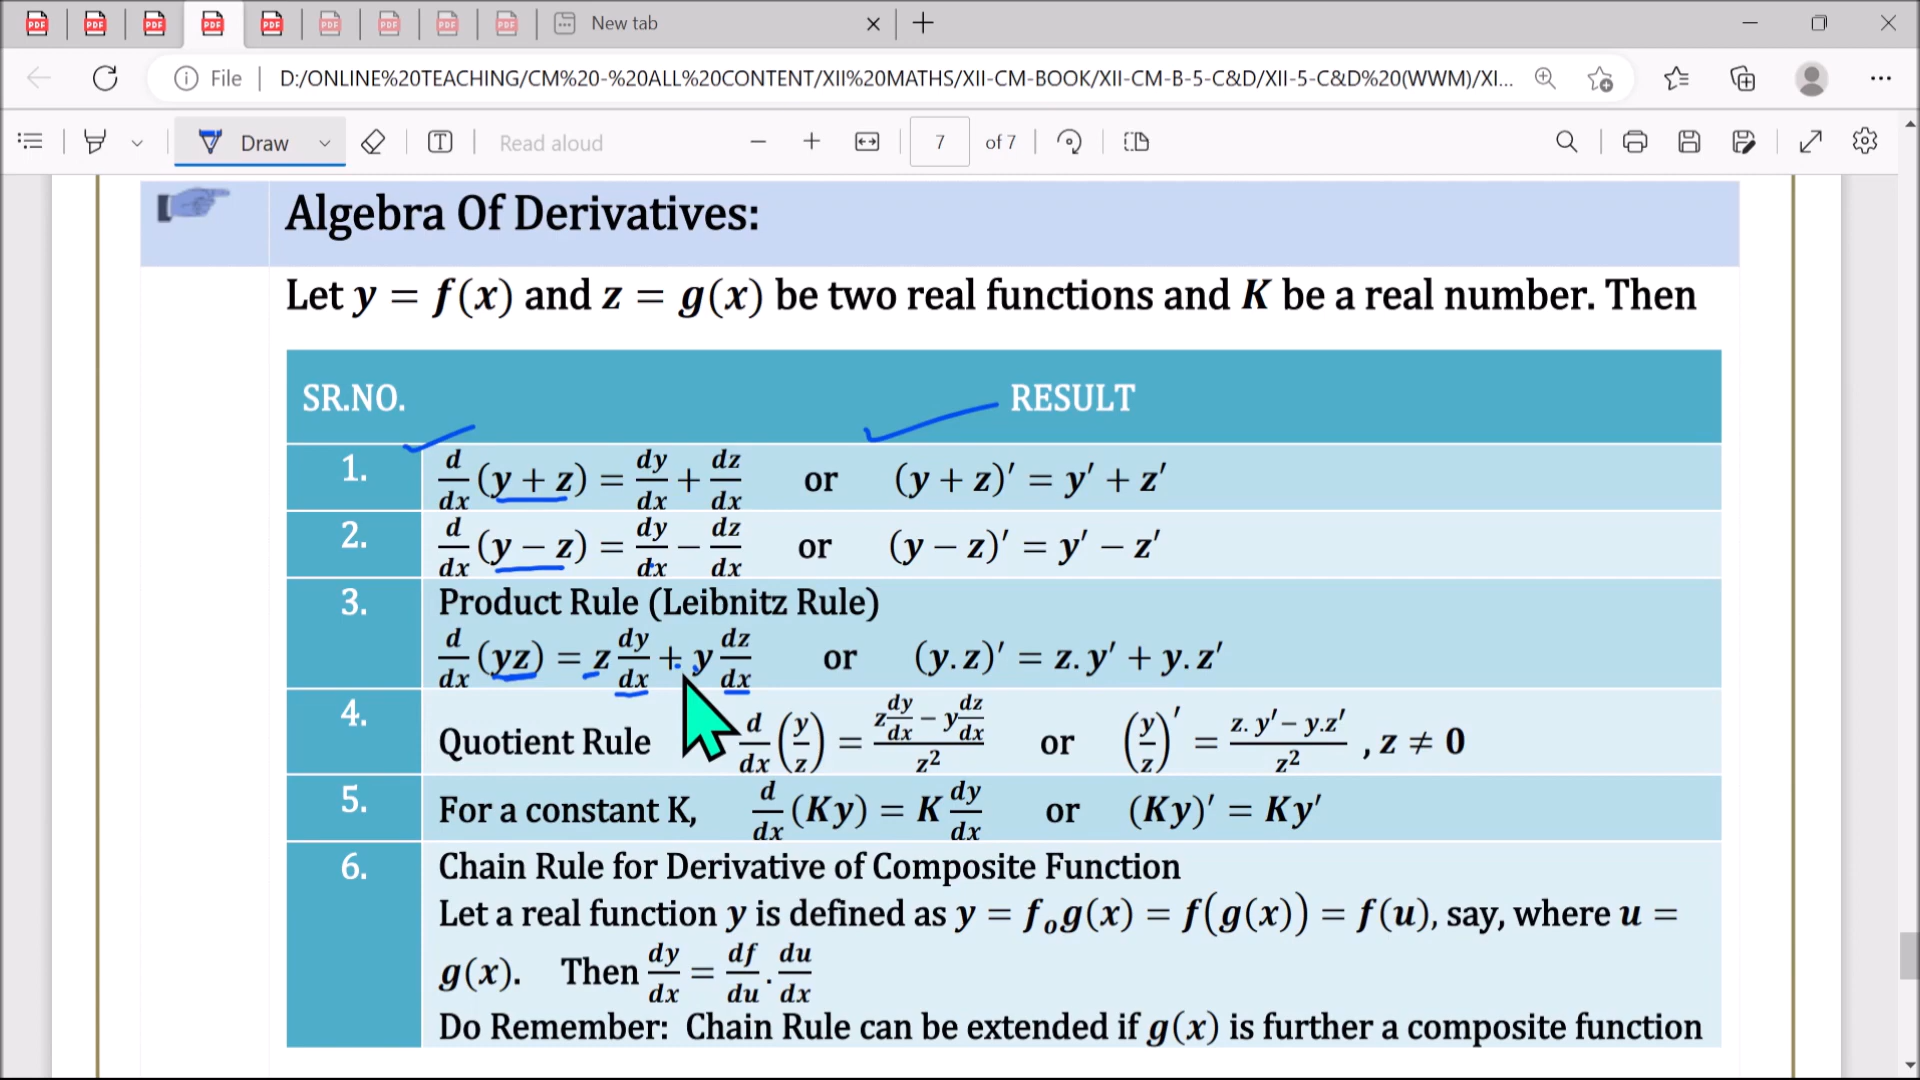 New tab
File
D:/ONLINE%20TEACHING/CM%20-%20ALL%20CONTENT/XII%20MATHS/XII-CM-BOOK/XII-CM-B-5-C&D/XII-5-C&D%20(WWM)/XI...
Draw
T
Read aloud
7 of 7
Algebra Of Derivatives:
Let y = f(x) and z = g(x) be two real functions and K be a real number. Then
SR.NO. RESULT
1. d/dx (y + z) = dy/dx + dz/dx or (y + z)′ = y′ + z′
2. d/dx (y − z) = dy/dx − dz/dx or (y − z)′ = y′ − z′
3. Product Rule (Leibnitz Rule)
d/dx (yz) = z dy/dx + y dz/dx or (y.z)′ = z.y′ + y.z′
4. Quotient Rule d/dx (y/z) = (z dy/dx − y dz/dx)/z² or (y/z)′ = (z.y′ − y.z′)/z² , z ≠ 0
5. For a constant K, d/dx (Ky) = K dy/dx or (Ky)′ = Ky′
6. Chain Rule for Derivative of Composite Function
Let a real function y is defined as y = fₒg(x) = f(g(x)) = f(u), say, where u =
g(x). Then dy/dx = df/du . du/dx
Do Remember: Chain Rule can be extended if g(x) is further a composite function